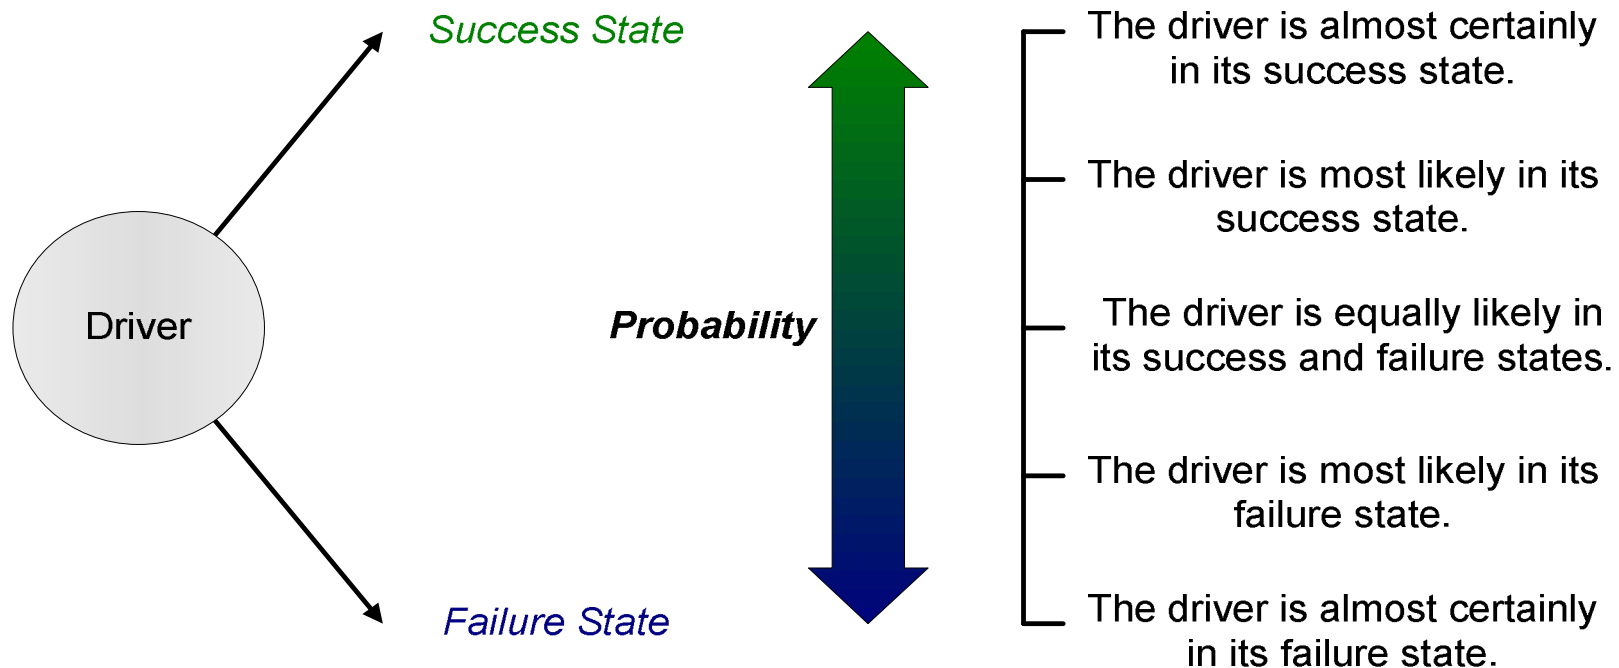 Success State
Driver
Failure State
Probability
The driver is almost certainly
in its success state.
The driver is most likely in its
success state.
The driver is equally likely in
its success and failure states.
The driver is most likely in its
failure state.
The driver is almost certainly
in its failure state.